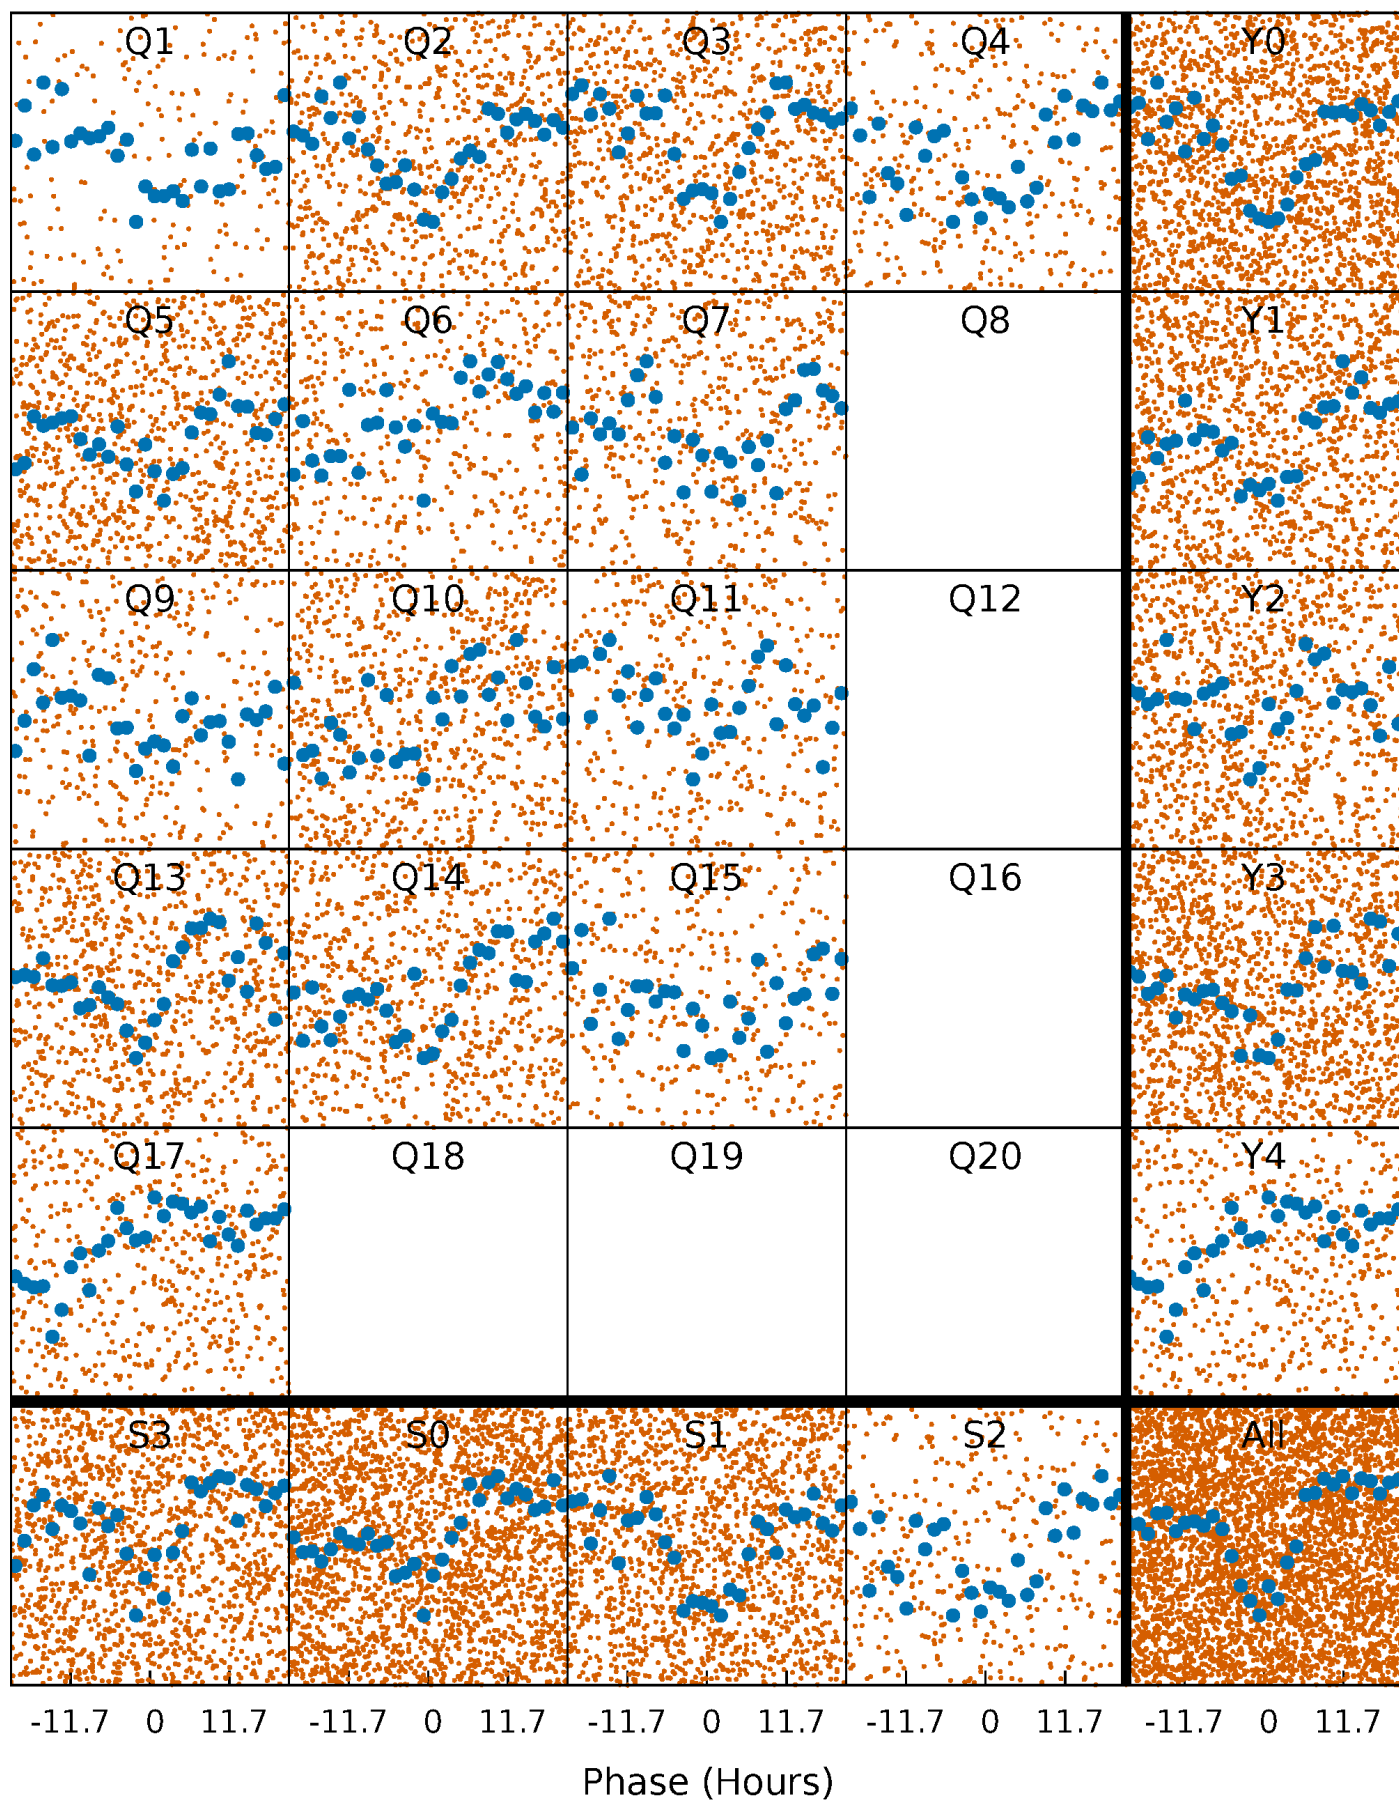 Q1 Q2 Q3 Q4 Y0
Q5 Q6 Q7 Q8 Y1
Q9 Q10 Q11 Q12 Y2
Q13 Q14 Q15 Q16 Y3
Q17 Q18 Q19 Q20 Y4
S3 S0 S1 S2 All
-11.7 0 11.7 -11.7 0 11.7 -11.7 0 11.7 -11.7 0 11.7 -11.7 0 11.7
Phase (Hours)